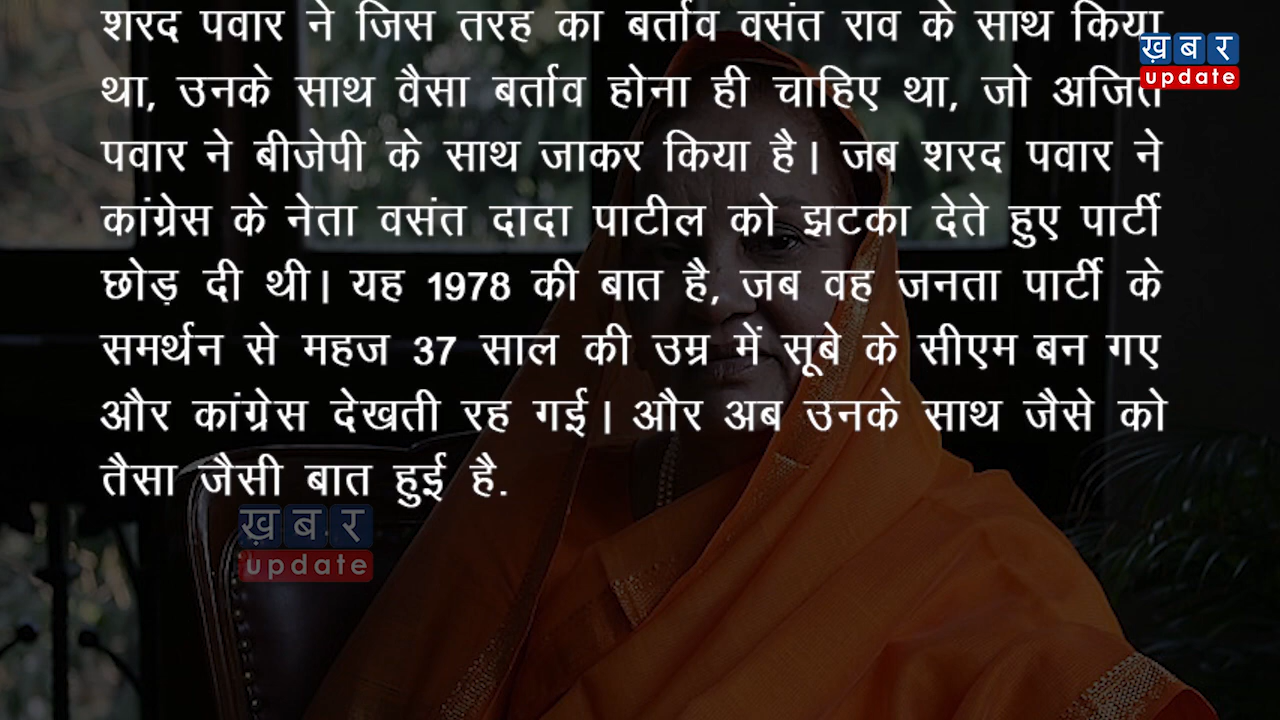 शरद पवार ने जिस तरह का बर्ताव वसंत राव के साथ किया
ख़बर
update
था, उनके साथ वैसा बर्ताव होना ही चाहिए था, जो अजित
पवार ने बीजेपी के साथ जाकर किया है। जब शरद पवार ने
कांग्रेस के नेता वसंत दादा पाटील को झटका देते हुए पार्टी
छोड़ दी थी। यह 1978 की बात है, जब वह जनता पार्टी के
समर्थन से महज 37 साल की उम्र में सूबे के सीएम बन गए
और कांग्रेस देखती रह गई। और अब उनके साथ जैसे को
तैसा जैसी बात हुई है.
ख़बर
update